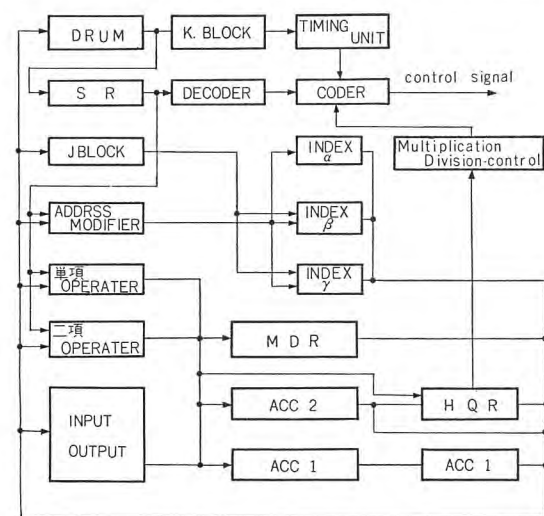 DRUM
K. BLOCK
TIMING
UNIT
S R
DECODER
CODER
control signal
J BLOCK
INDEX
α
Multiplication
Division-control
ADDRSS
MODIFIER
INDEX
β
単項
OPERATER
INDEX
γ
二項
OPERATER
M D R
INPUT
OUTPUT
ACC 2
H Q R
ACC 1
ACC 1